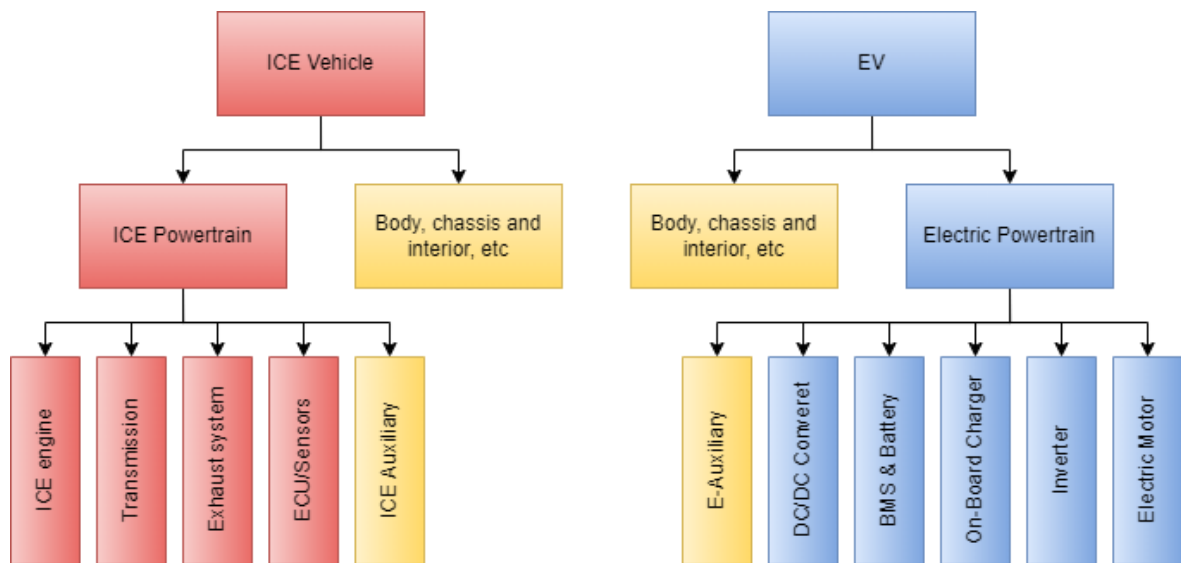 ICE Vehicle
EV
ICE Powertrain
Body, chassis and
interior, etc
Body, chassis and
interior, etc
Electric Powertrain
ICE engine
Transmission
Exhaust system
ECU/Sensors
ICE Auxiliary
E-Auxiliary
DC/DC Converet
BMS & Battery
On-Board Charger
Inverter
Electric Motor